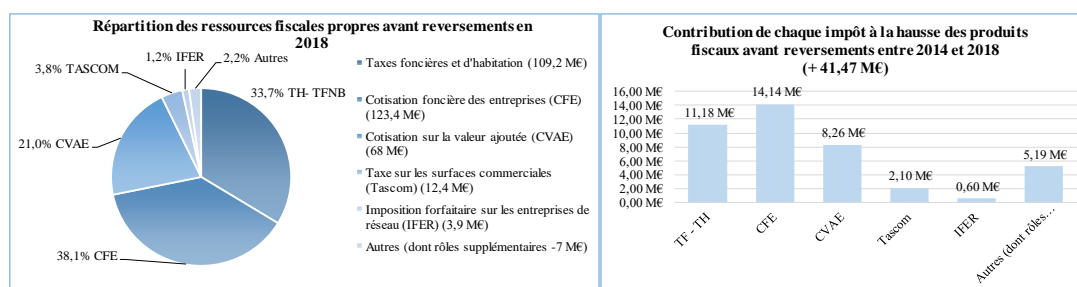 Répartition des ressources fiscales propres avant reversements en
2018
1,2% IFER
2,2% Autres
3,8% TASCOM
33,7% TH- TFNB
21,0% CVAE
38,1% CFE
Taxes foncières et d'habitation (109,2 M€)
Cotisation foncière des entreprises (CFE)
(123,4 M€)
Cotisation sur la valeur ajoutée (CVAE)
(68 M€)
Taxe sur les surfaces commerciales
(Tascom) (12,4 M€)
Imposition forfaitaire sur les entreprises de
réseau (IFER) (3,9 M€)
Autres (dont rôles supplémentaires -7 M€)
Contribution de chaque impôt à la hausse des produits
fiscaux avant reversements entre 2014 et 2018
(+ 41,47 M€)
16,00 M€
14,00 M€
12,00 M€
10,00 M€
8,00 M€
6,00 M€
4,00 M€
2,00 M€
0,00 M€
11,18 M€
14,14 M€
8,26 M€
2,10 M€
0,60 M€
5,19 M€
TF - TH
CFE
CVAE
Tascom
IFER
Autres (dont rôles…